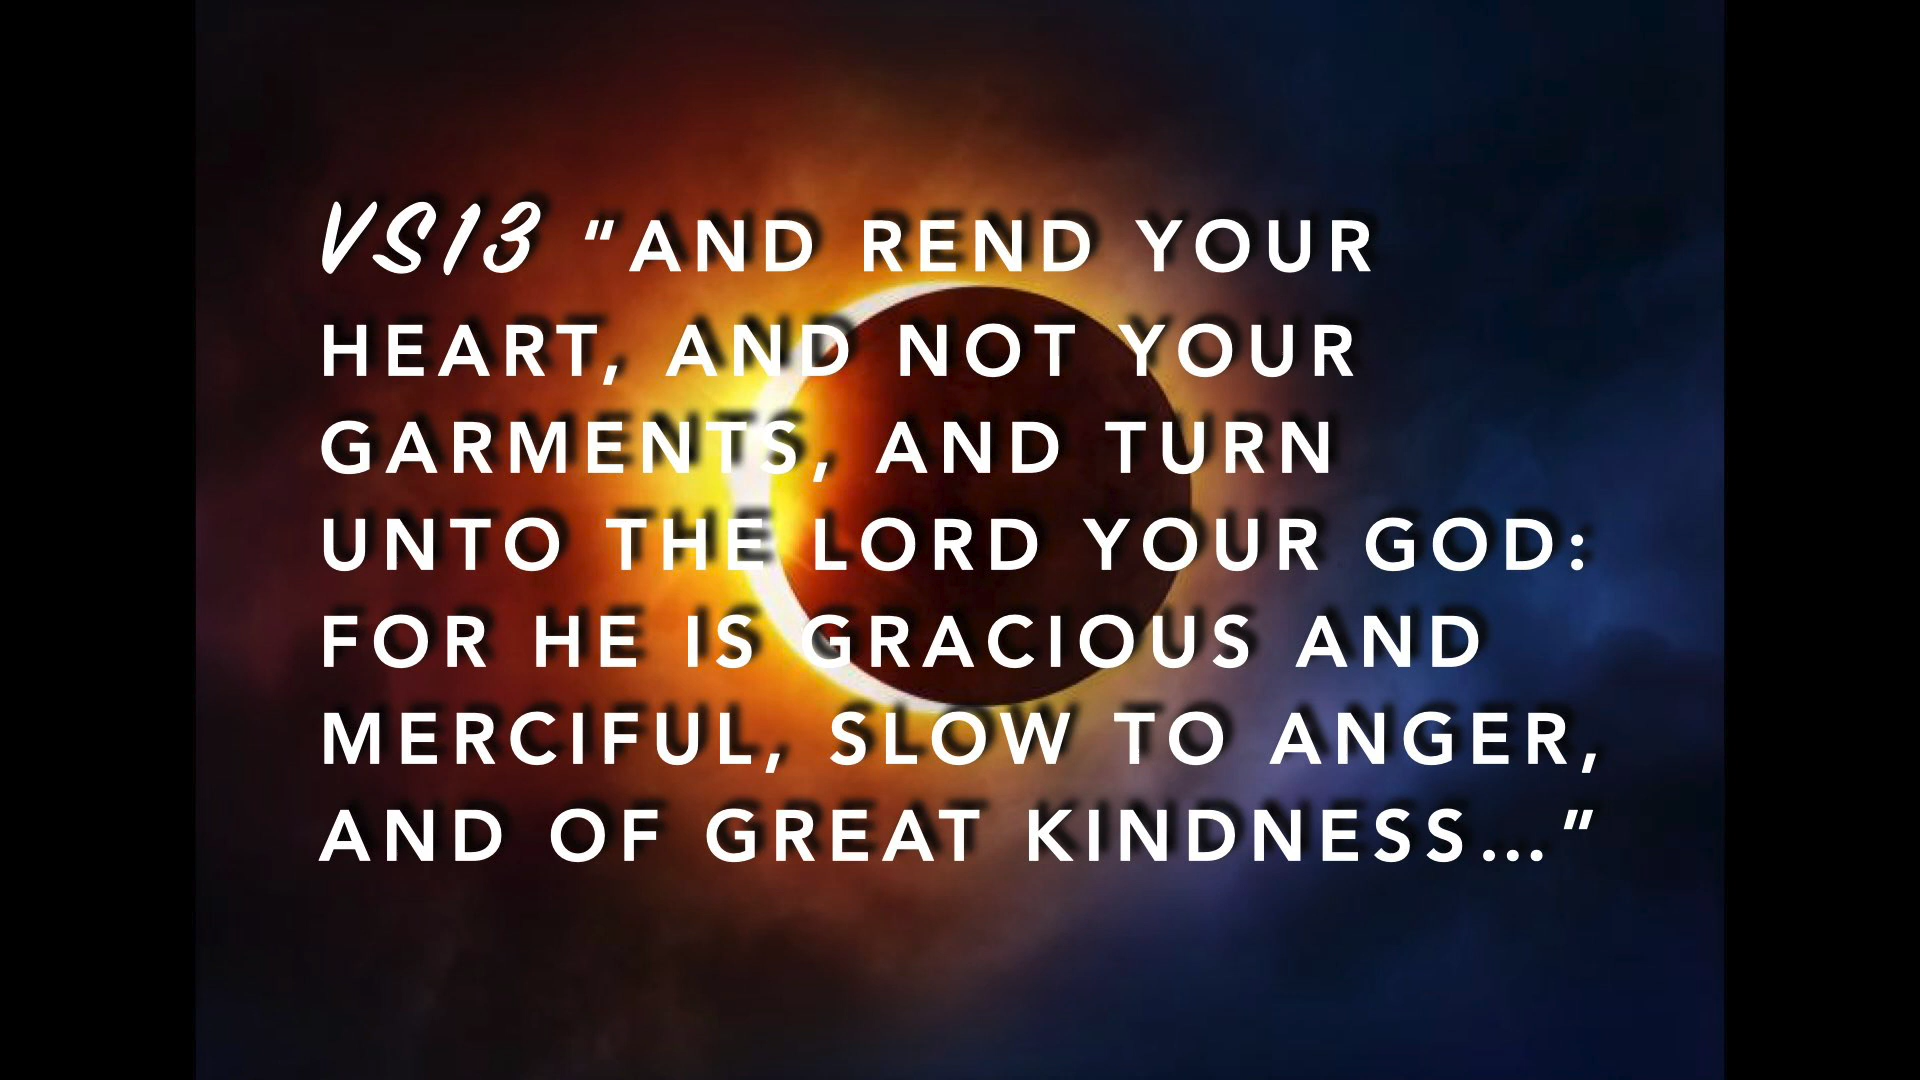 VS13 "AND REND YOUR
HEART, AND NOT YOUR
GARMENTS, AND TURN
UNTO THE LORD YOUR GOD:
FOR HE IS GRACIOUS AND
MERCIFUL, SLOW TO ANGER,
AND OF GREAT KINDNESS..."